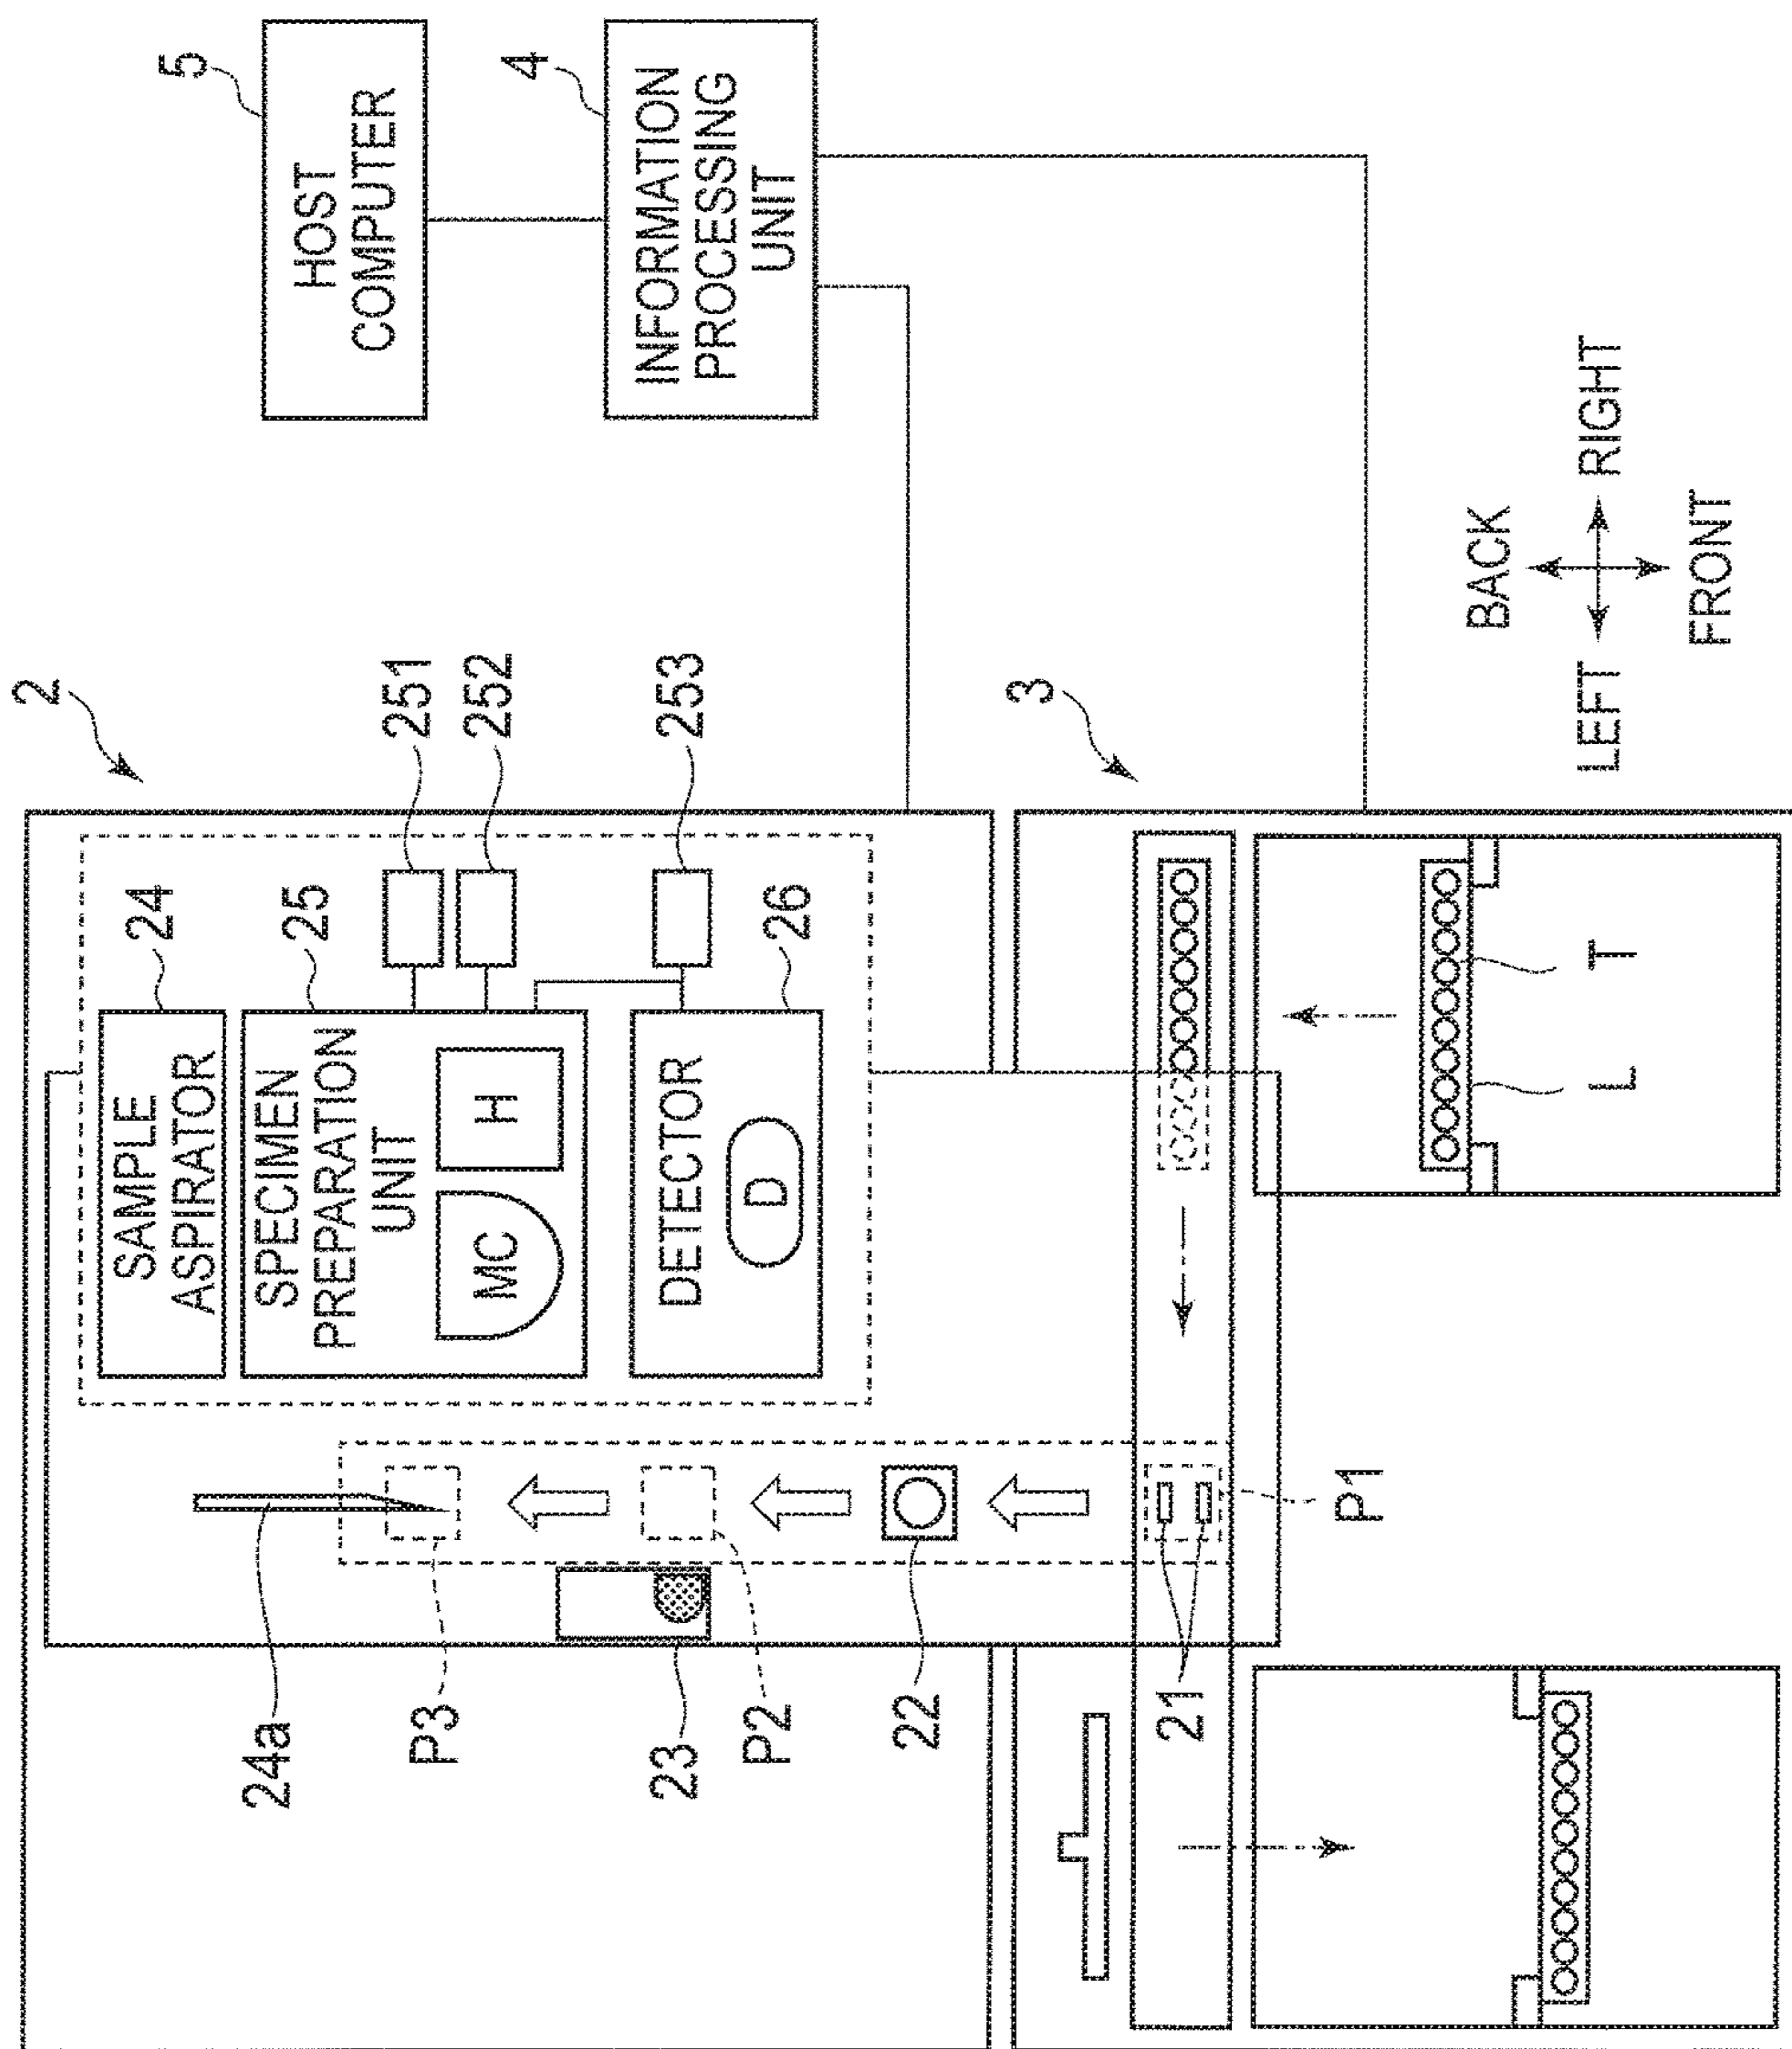 2
24
SAMPLE
ASPIRATOR
25
SPECIMEN
PREPARATION
UNIT
MC
H
251
252
253
26
DETECTOR
D
24a
P3
23
P2
22
21
P1
5
HOST
COMPUTER
4
INFORMATION
PROCESSING
UNIT
3
L
T
BACK
LEFT
RIGHT
FRONT